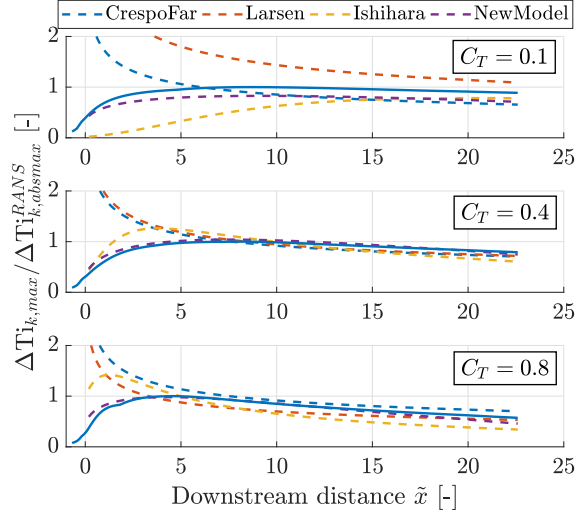 CrespoFar Larsen Ishihara NewModel
2
1
0
C_T = 0.1
0 5 10 15 20 25
2
1
0
C_T = 0.4
0 5 10 15 20 25
2
1
0
C_T = 0.8
0 5 10 15 20 25
ΔTi_{k,max}/ΔTi^{RANS}_{k,absmax} [-]
Downstream distance x̃ [-]